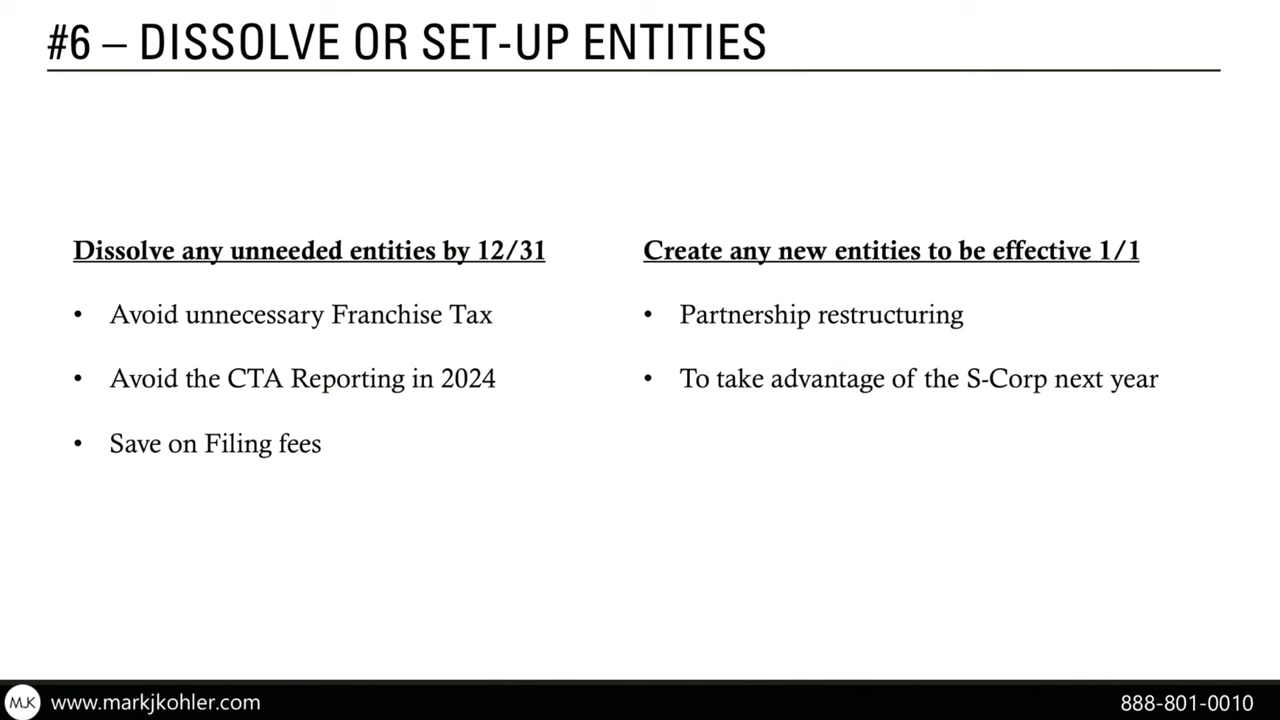 #6 – DISSOLVE OR SET-UP ENTITIES
Dissolve any unneeded entities by 12/31
• Avoid unnecessary Franchise Tax
• Avoid the CTA Reporting in 2024
• Save on Filing fees
Create any new entities to be effective 1/1
• Partnership restructuring
• To take advantage of the S-Corp next year
MJK www.markjkohler.com
888-801-0010